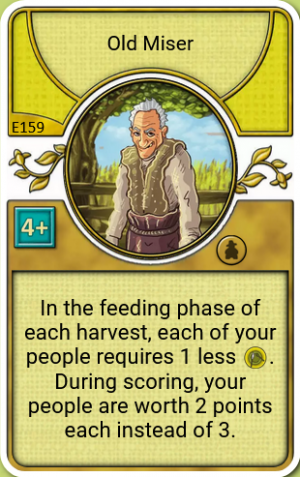 Old Miser
E159
4+
In the feeding phase of
each harvest, each of your
people requires 1 less .
During scoring, your
people are worth 2 points
each instead of 3.